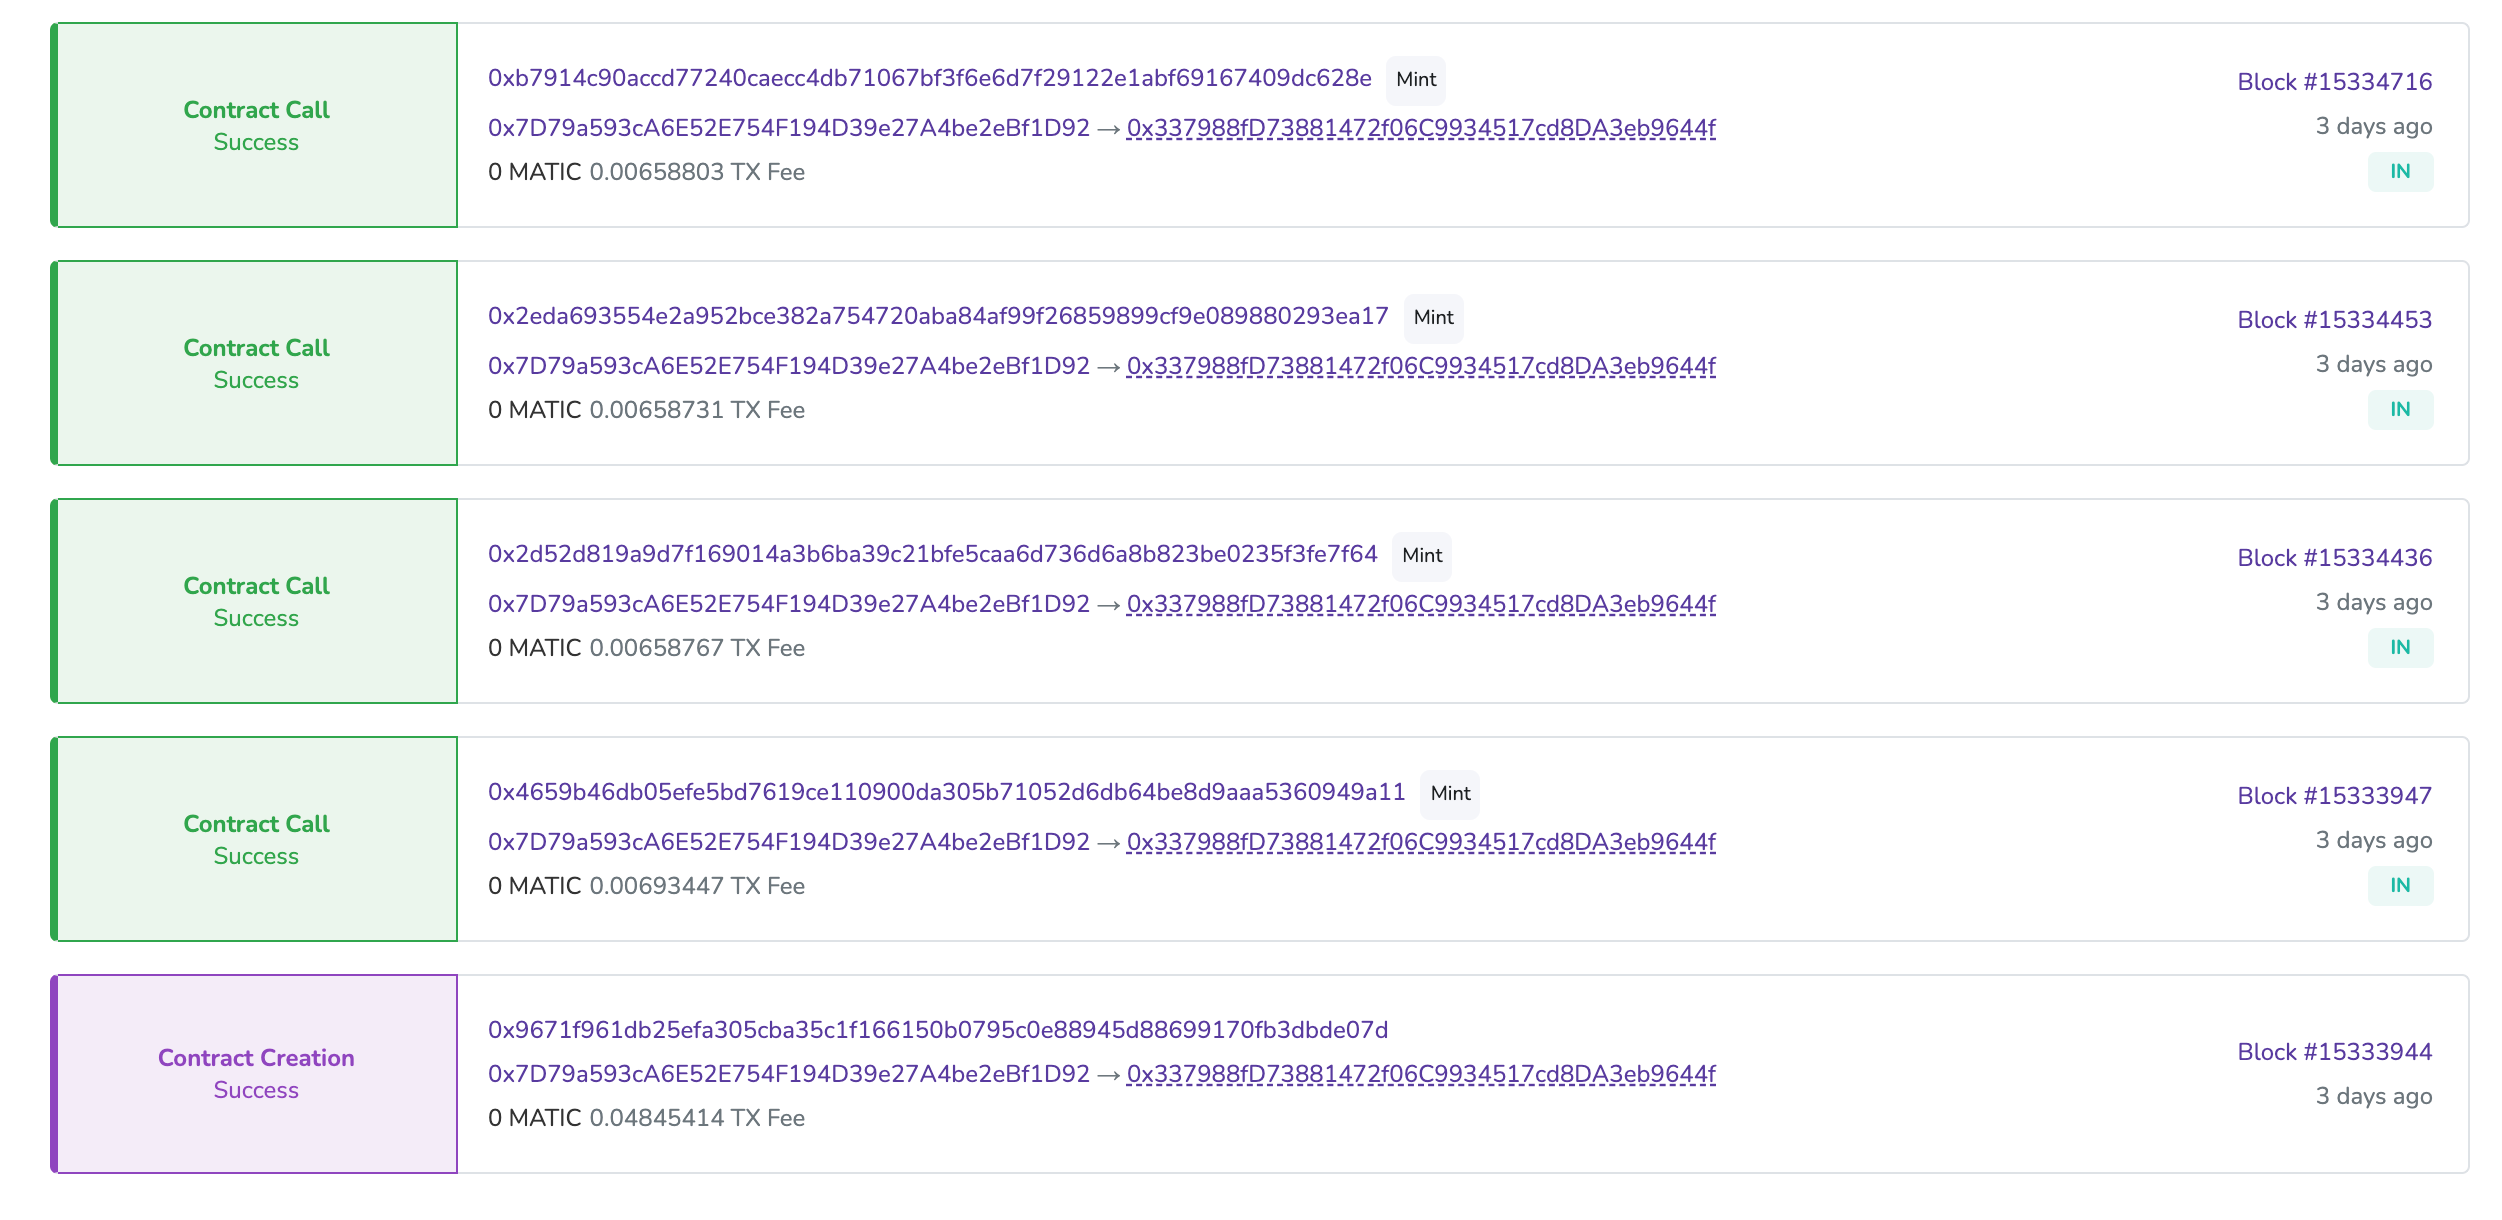 Contract Call
Success
0xb7914c90accd77240caecc4db71067bf3f6e6d7f29122e1abf69167409dc628e Mint
0x7D79a593cA6E52E754F194D39e27A4be2eBf1D92 → 0x337988fD73881472f06C9934517cd8DA3eb9644f
0 MATIC 0.00658803 TX Fee
Block #15334716
3 days ago
IN
Contract Call
Success
0x2eda693554e2a952bce382a754720aba84af99f26859899cf9e089880293ea17 Mint
0x7D79a593cA6E52E754F194D39e27A4be2eBf1D92 → 0x337988fD73881472f06C9934517cd8DA3eb9644f
0 MATIC 0.00658731 TX Fee
Block #15334453
3 days ago
IN
Contract Call
Success
0x2d52d819a9d7f169014a3b6ba39c21bfe5caa6d736d6a8b823be0235f3fe7f64 Mint
0x7D79a593cA6E52E754F194D39e27A4be2eBf1D92 → 0x337988fD73881472f06C9934517cd8DA3eb9644f
0 MATIC 0.00658767 TX Fee
Block #15334436
3 days ago
IN
Contract Call
Success
0x4659b46db05efe5bd7619ce110900da305b71052d6db64be8d9aaa5360949a11 Mint
0x7D79a593cA6E52E754F194D39e27A4be2eBf1D92 → 0x337988fD73881472f06C9934517cd8DA3eb9644f
0 MATIC 0.00693447 TX Fee
Block #15333947
3 days ago
IN
Contract Creation
Success
0x9671f961db25efa305cba35c1f166150b0795c0e88945d88699170fb3dbde07d
0x7D79a593cA6E52E754F194D39e27A4be2eBf1D92 → 0x337988fD73881472f06C9934517cd8DA3eb9644f
0 MATIC 0.04845414 TX Fee
Block #15333944
3 days ago